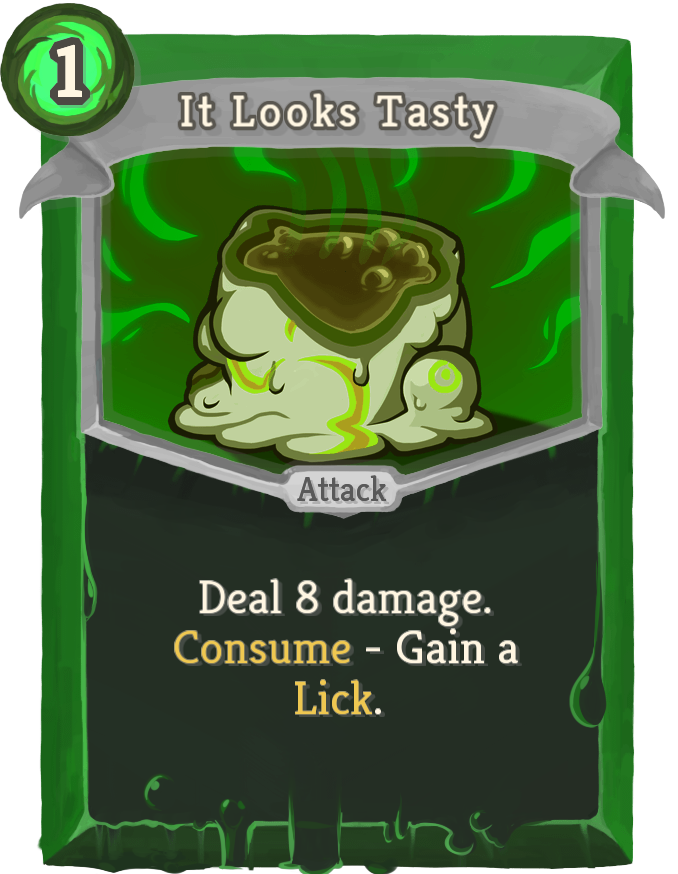 1
It Looks Tasty
Attack
Deal 8 damage.
Consume - Gain a
Lick.